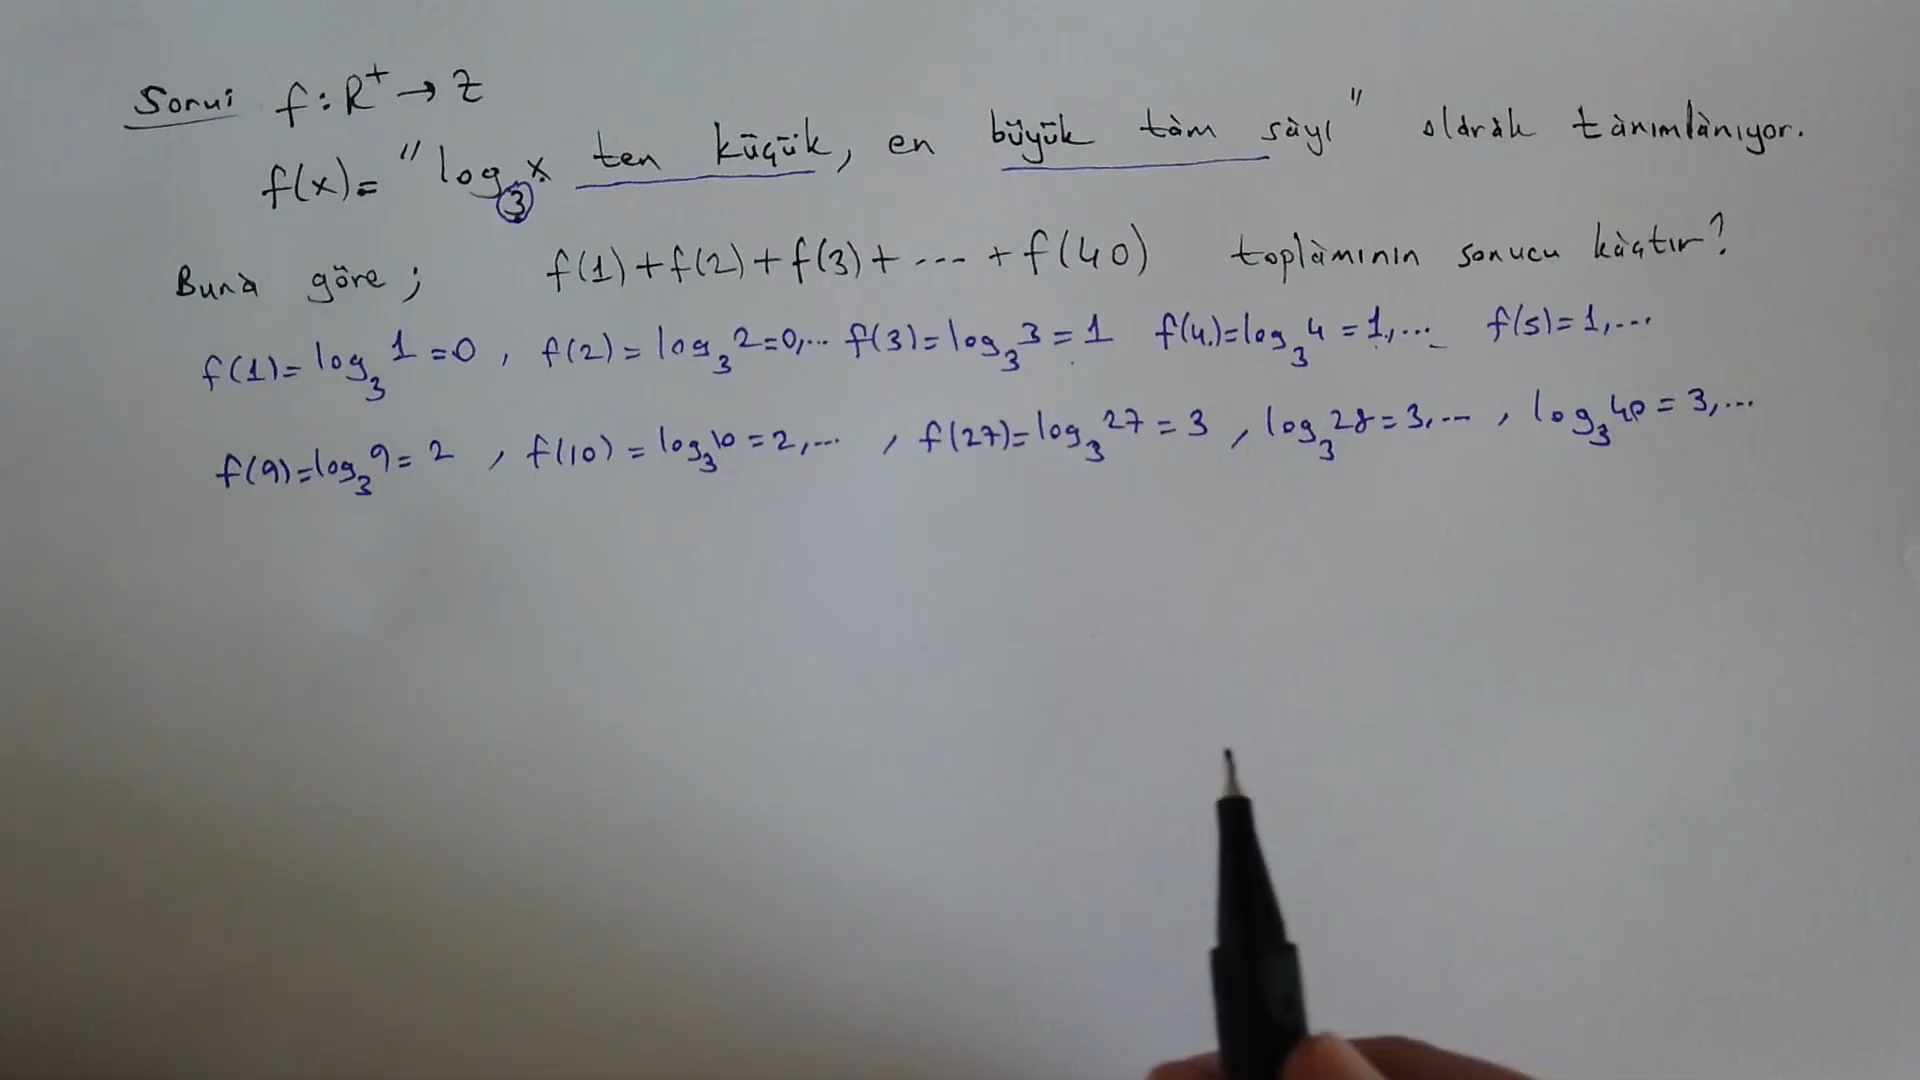 Soru: f:R⁺→Z
f(x)= "log₃x ten küçük, en büyük tam sayı" olarak tanımlanıyor.
Buna göre; f(1)+f(2)+f(3)+ ... +f(40) toplamının sonucu kaçtır?
f(1)=log₃1=0, f(2)=log₃2=0,... f(3)=log₃3=1 f(4)=log₃4=1,... f(5)=1,...
f(9)=log₃9=2, f(10)=log₃10=2,..., f(27)=log₃27=3, log₃28=3,..., log₃40=3,...